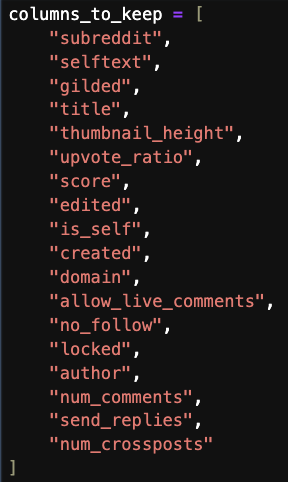 columns_to_keep = [
    "subreddit",
    "selftext",
    "gilded",
    "title",
    "thumbnail_height",
    "upvote_ratio",
    "score",
    "edited",
    "is_self",
    "created",
    "domain",
    "allow_live_comments",
    "no_follow",
    "locked",
    "author",
    "num_comments",
    "send_replies",
    "num_crossposts"
]